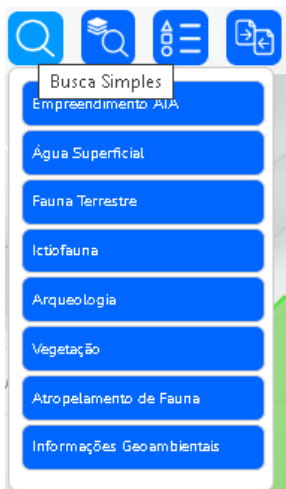 Busca Simples
Empreendimento AIA
Água Superficial
Fauna Terrestre
Ictiofauna
Arqueologia
Vegetação
Atropelamento de Fauna
Informações Geoambientais